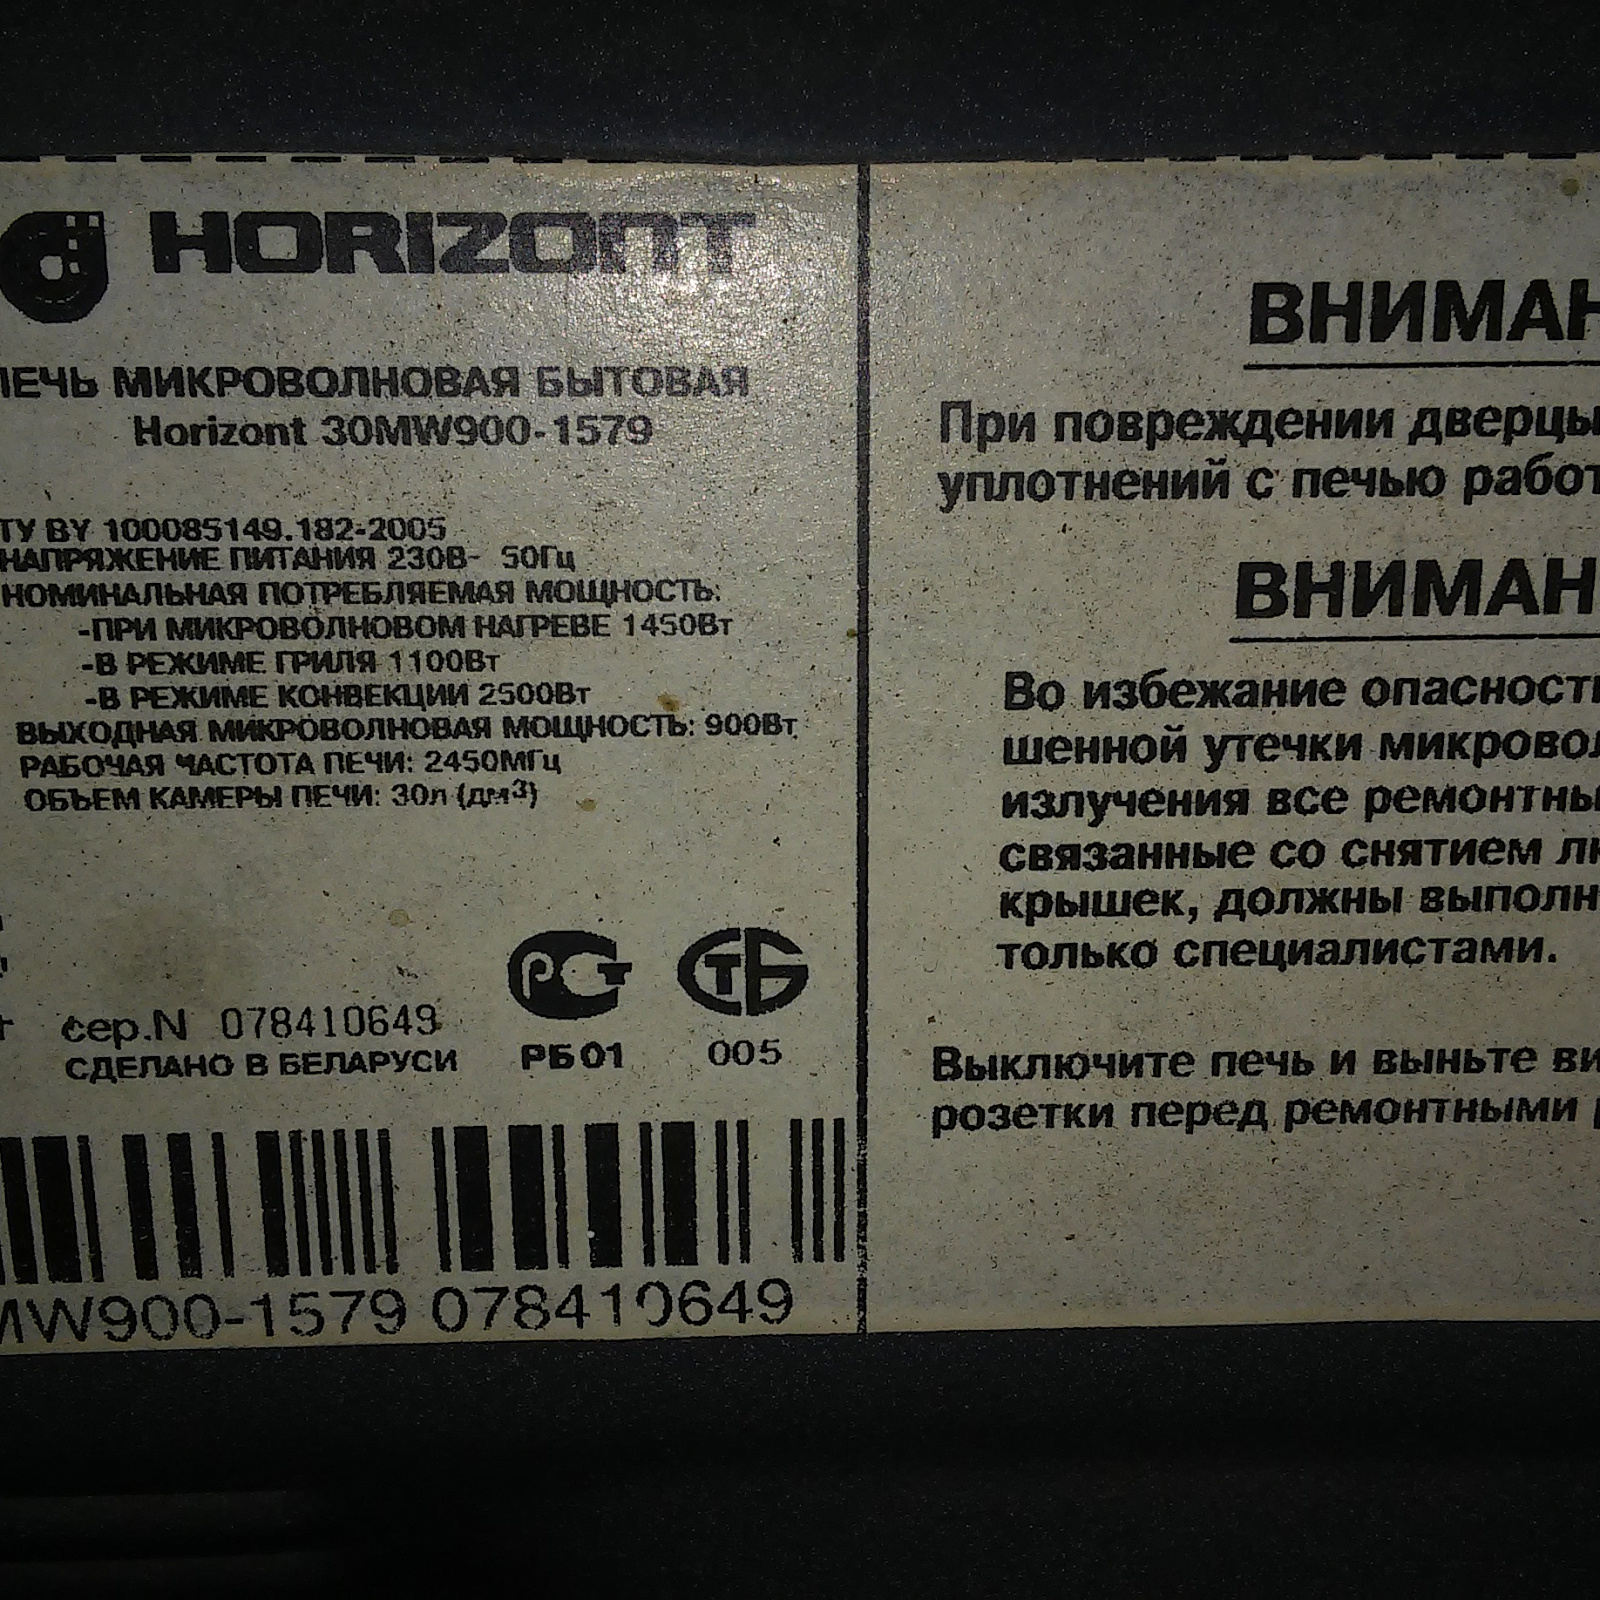 HORIZONT
ПЕЧЬ МИКРОВОЛНОВАЯ БЫТОВАЯ
Horizont 30MW900-1579
ТУ BY 100085149.182-2005
НАПРЯЖЕНИЕ ПИТАНИЯ 230В~ 50Гц
НОМИНАЛЬНАЯ ПОТРЕБЛЯЕМАЯ МОЩНОСТЬ:
-ПРИ МИКРОВОЛНОВОМ НАГРЕВЕ 1450Вт
-В РЕЖИМЕ ГРИЛЯ 1100Вт
-В РЕЖИМЕ КОНВЕКЦИИ 2500Вт
ВЫХОДНАЯ МИКРОВОЛНОВАЯ МОЩНОСТЬ: 900Вт
РАБОЧАЯ ЧАСТОТА ПЕЧИ: 2450МГц
ОБЪЕМ КАМЕРЫ ПЕЧИ: 30л (дм³)
РСТ СТБ
сер.N 078410649
СДЕЛАНО В БЕЛАРУСИ РБ01 005
MW900-1579 078410649
ВНИМАН
При повреждении дверцы
уплотнений с печью работ
ВНИМАН
Во избежание опасност
шенной утечки микровол
излучения все ремонтны
связанные со снятием
крышек, должны выполн
только специалистами.
Выключите печь и выньте ви
розетки перед ремонтными